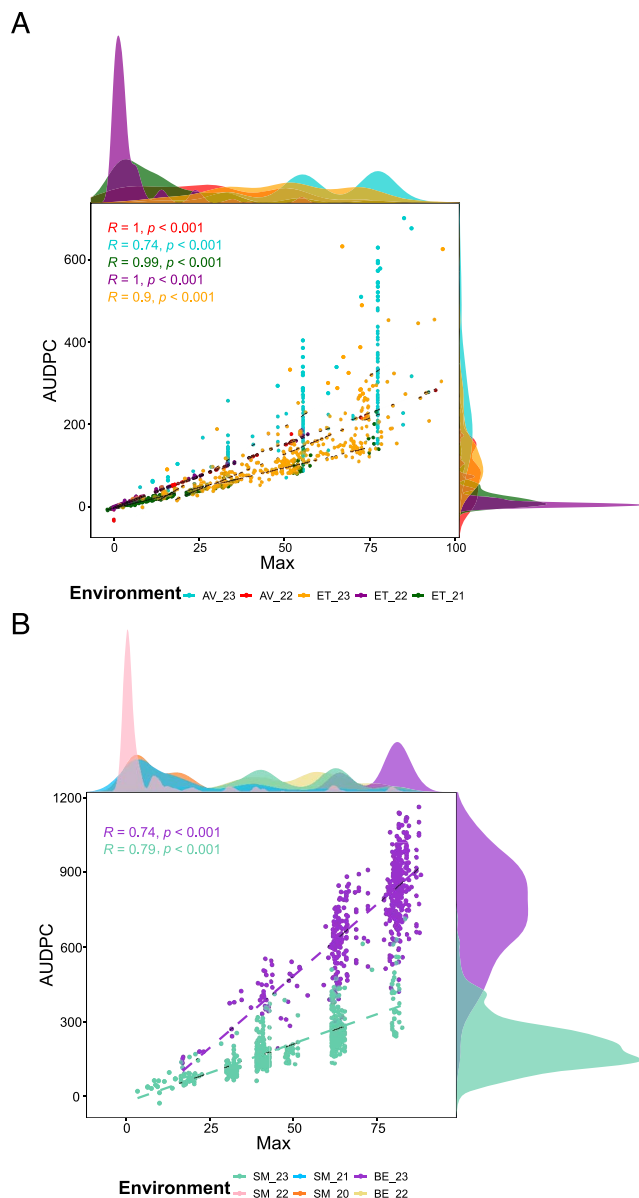 A
R = 1, p < 0.001
R = 0.74, p < 0.001
R = 0.99, p < 0.001
R = 1, p < 0.001
R = 0.9, p < 0.001
600
400
200
0
AUDPC
0 25 50 75 100
Max
Environment AV_23 AV_22 ET_23 ET_22 ET_21
B
R = 0.74, p < 0.001
R = 0.79, p < 0.001
1200
900
600
300
0
AUDPC
0 25 50 75
Max
Environment
SM_23 SM_21 BE_23
SM_22 SM_20 BE_22